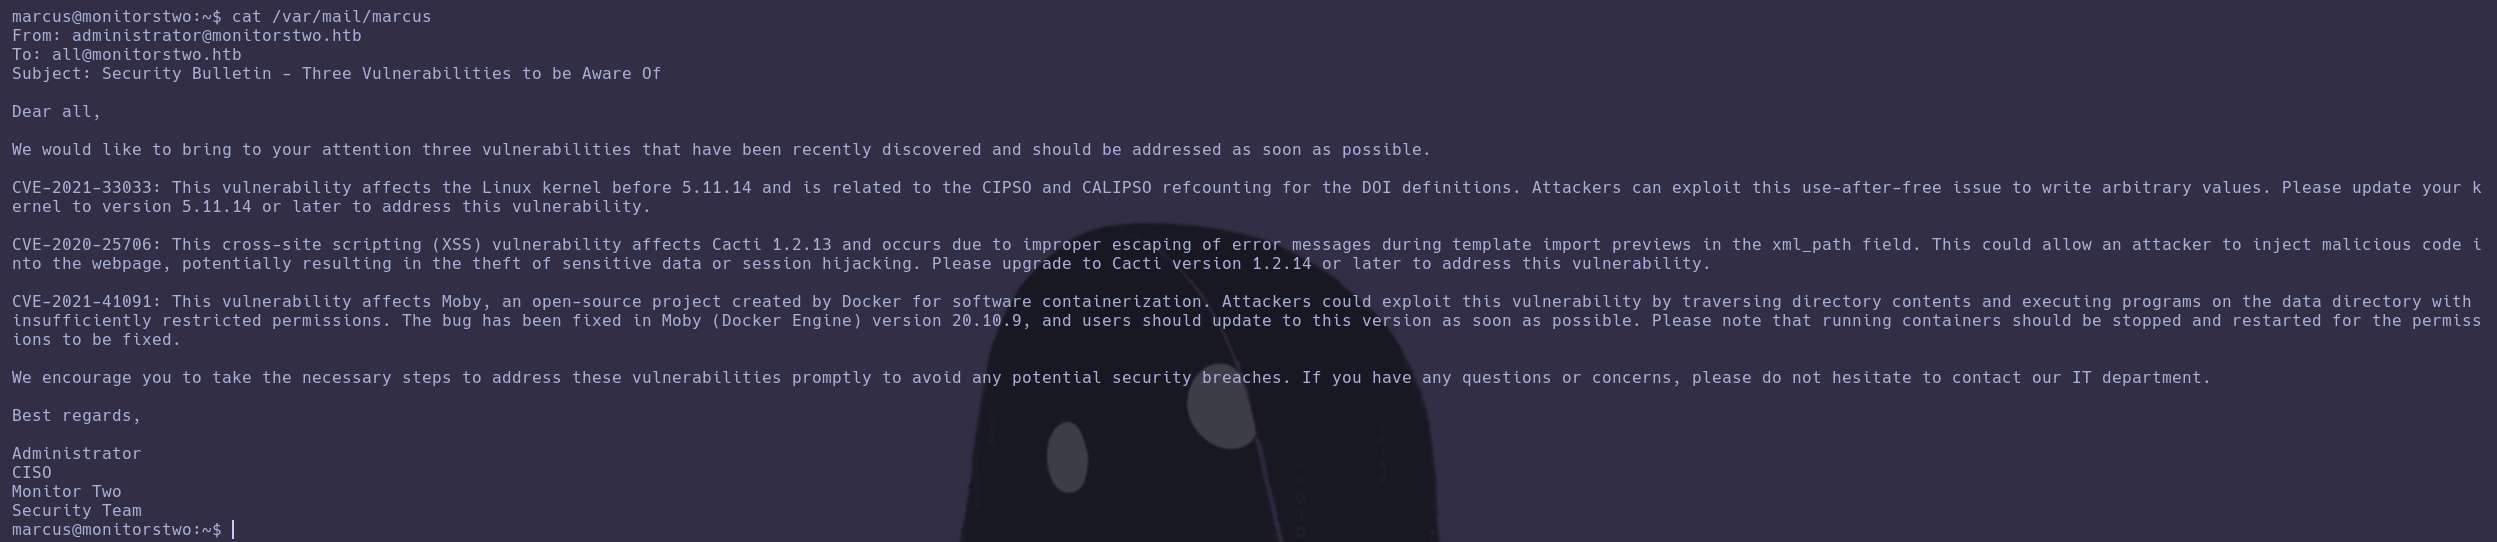 marcus@monitorstwo:~$ cat /var/mail/marcus
From: administrator@monitorstwo.htb
To: all@monitorstwo.htb
Subject: Security Bulletin - Three Vulnerabilities to be Aware Of
Dear all,
We would like to bring to your attention three vulnerabilities that have been recently discovered and should be addressed as soon as possible.
CVE-2021-33033: This vulnerability affects the Linux kernel before 5.11.14 and is related to the CIPSO and CALIPSO refcounting for the DOI definitions. Attackers can exploit this use-after-free issue to write arbitrary values. Please update your k
ernel to version 5.11.14 or later to address this vulnerability.
CVE-2020-25706: This cross-site scripting (XSS) vulnerability affects Cacti 1.2.13 and occurs due to improper escaping of error messages during template import previews in the xml_path field. This could allow an attacker to inject malicious code i
nto the webpage, potentially resulting in the theft of sensitive data or session hijacking. Please upgrade to Cacti version 1.2.14 or later to address this vulnerability.
CVE-2021-41091: This vulnerability affects Moby, an open-source project created by Docker for software containerization. Attackers could exploit this vulnerability by traversing directory contents and executing programs on the data directory with
insufficiently restricted permissions. The bug has been fixed in Moby (Docker Engine) version 20.10.9, and users should update to this version as soon as possible. Please note that running containers should be stopped and restarted for the permiss
ions to be fixed.
We encourage you to take the necessary steps to address these vulnerabilities promptly to avoid any potential security breaches. If you have any questions or concerns, please do not hesitate to contact our IT department.
Best regards,
Administrator
CISO
Monitor Two
Security Team
marcus@monitorstwo:~$